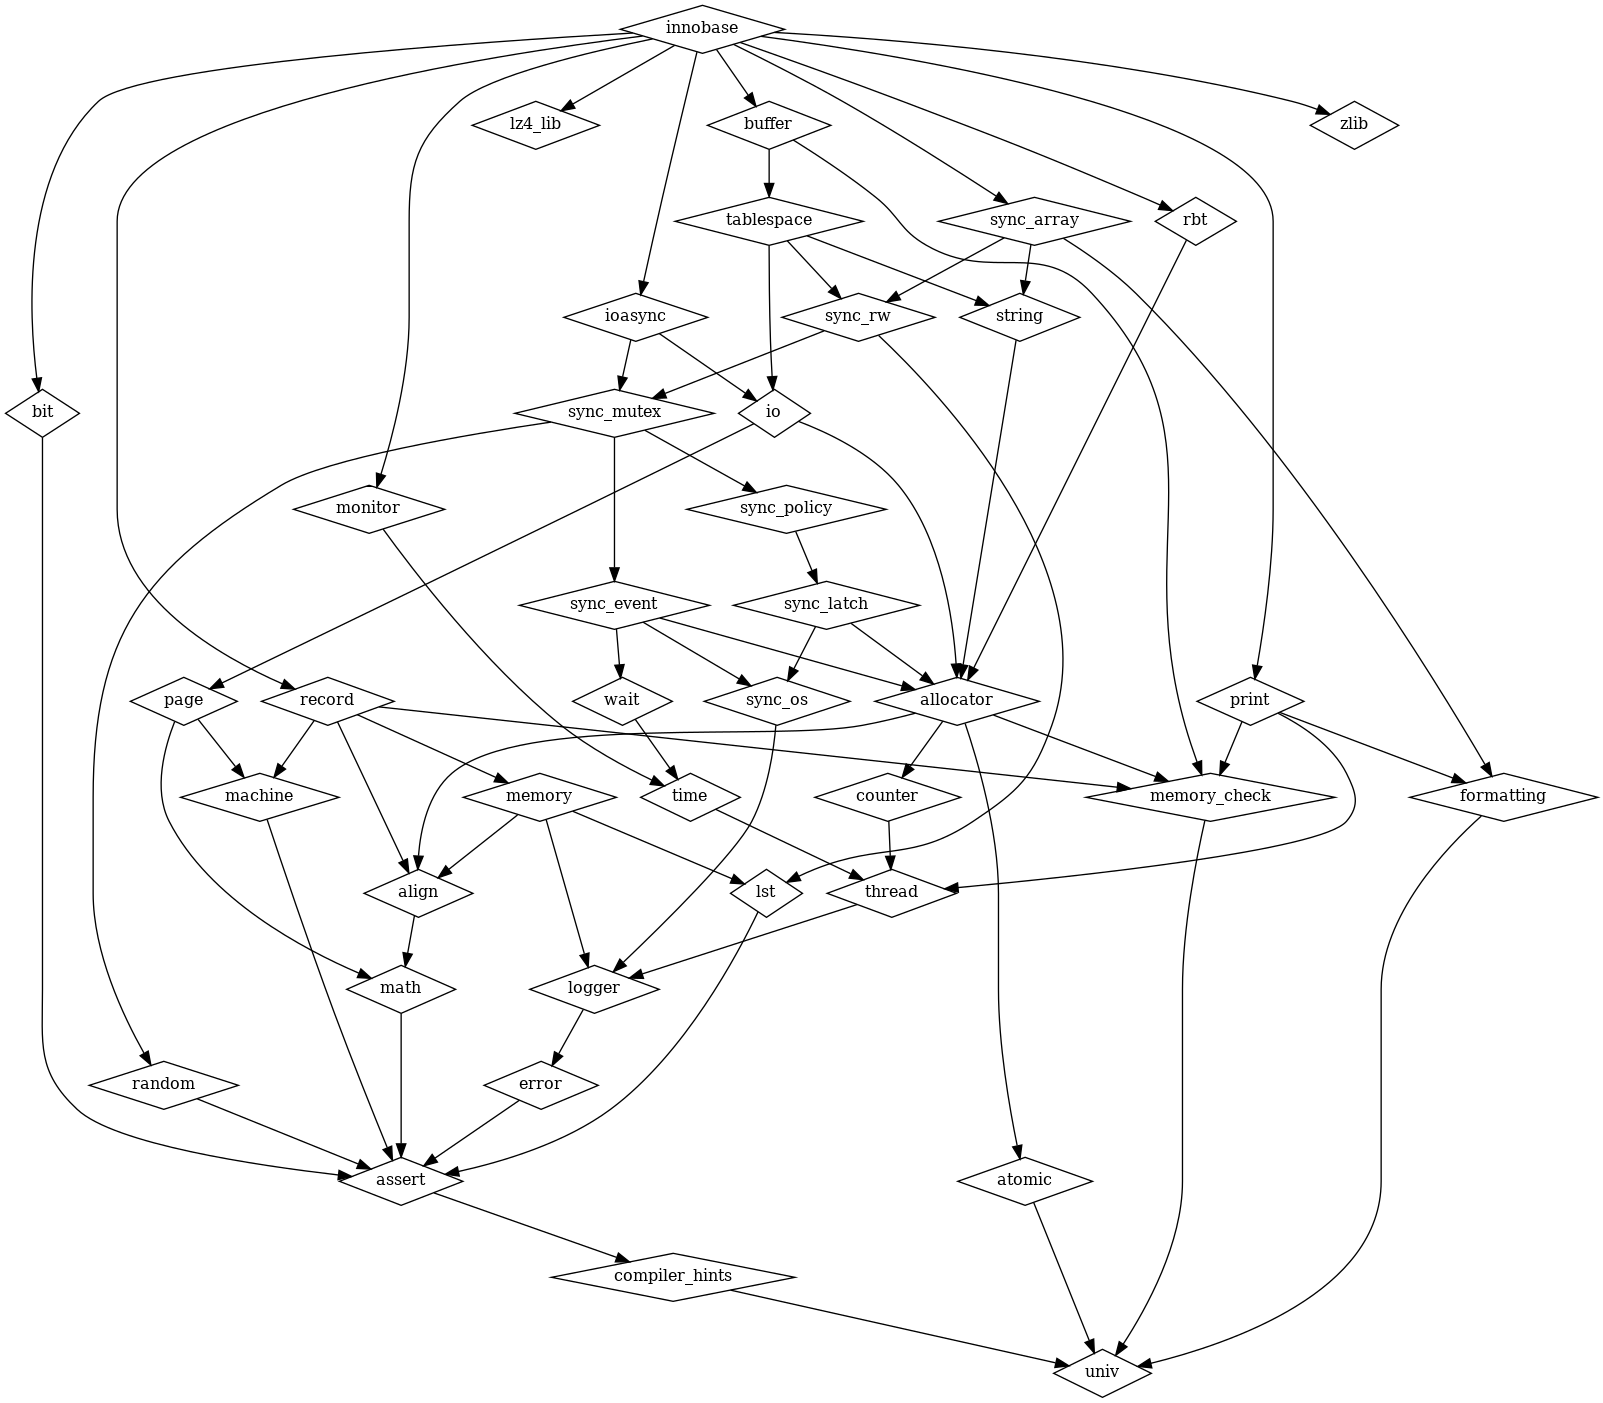 innobase
lz4_lib
buffer
zlib
tablespace
sync_array
rbt
ioasync
sync_rw
string
bit
sync_mutex
io
monitor
sync_policy
sync_event
sync_latch
page
record
wait
sync_os
allocator
print
machine
memory
time
counter
memory_check
formatting
align
lst
thread
math
logger
random
error
assert
atomic
compiler_hints
univ